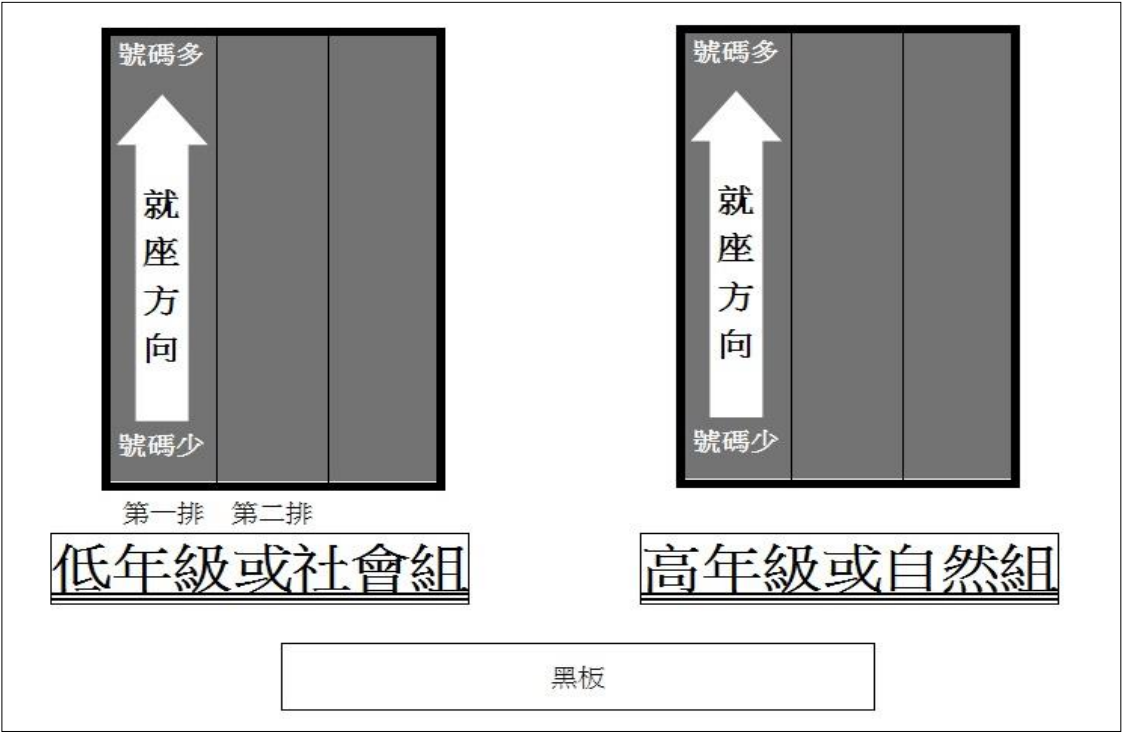 號碼多
就座方向
號碼少
第一排 第二排
低年級或社會組
號碼多
就座方向
號碼少
高年級或自然組
黑板